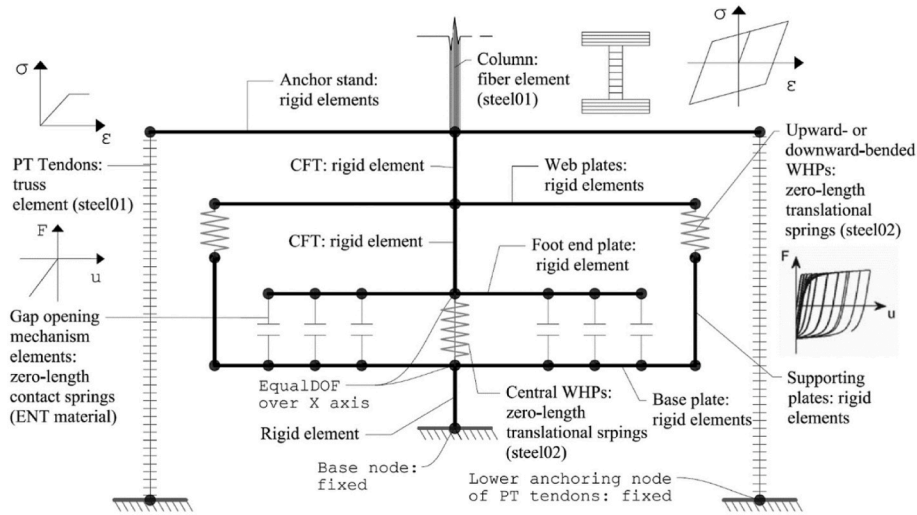 σ
ε
Anchor stand:
rigid elements
Column:
fiber element
(steel01)
σ
ε
PT Tendons:
truss
element (steel01)
CFT: rigid element
Web plates:
rigid elements
Upward- or
downward-bended
WHPs:
zero-length
translational
springs (steel02)
F
u
CFT: rigid element
Foot end plate:
rigid element
F
u
Gap opening
mechanism
elements:
zero-length
contact springs
(ENT material)
EqualDOF
over X axis
Rigid element
Central WHPs:
zero-length
translational srpings
(steel02)
Base plate:
rigid elements
Supporting
plates: rigid
elements
Base node:
fixed
Lower anchoring node
of PT tendons: fixed